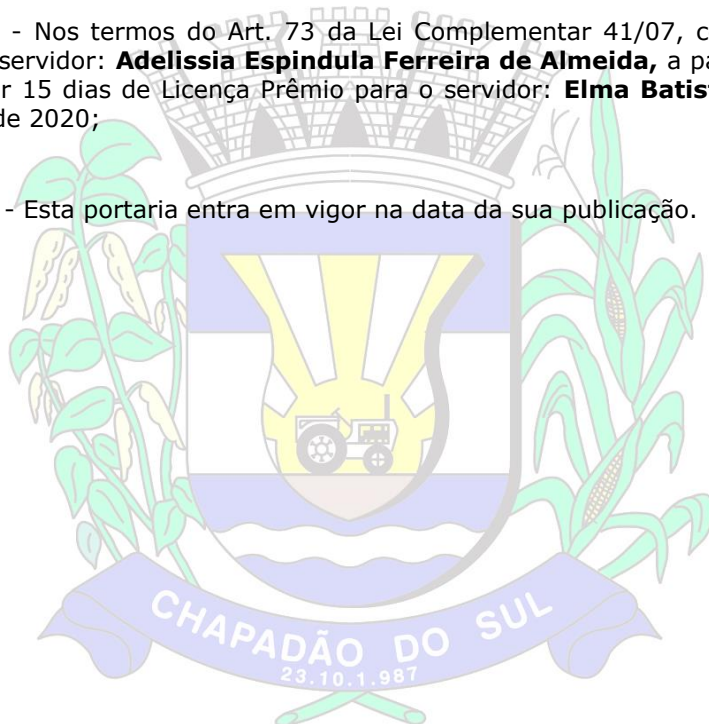 - Nos termos do Art. 73 da Lei Complementar 41/07, c
servidor: Adelissia Espindula Ferreira de Almeida, a pa
r 15 dias de Licença Prêmio para o servidor: Elma Batis
de 2020;
- Esta portaria entra em vigor na data da sua publicação.
CHAPADÃO DO SUL
23.10.1.987